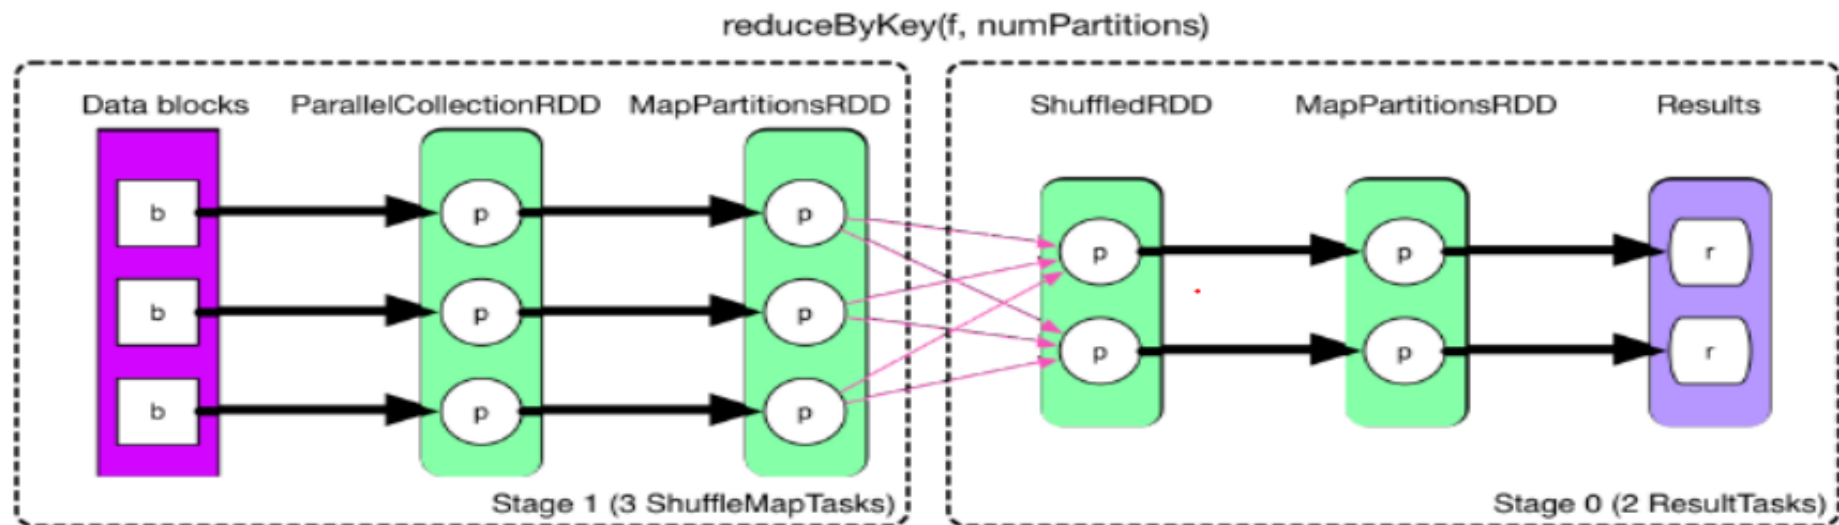 reduceByKey(f, numPartitions)
Data blocks
ParallelCollectionRDD
MapPartitionsRDD
ShuffledRDD
MapPartitionsRDD
Results
b
p
p
b
p
p
b
p
p
p
p
r
p
p
r
Stage 1 (3 ShuffleMapTasks)
Stage 0 (2 ResultTasks)